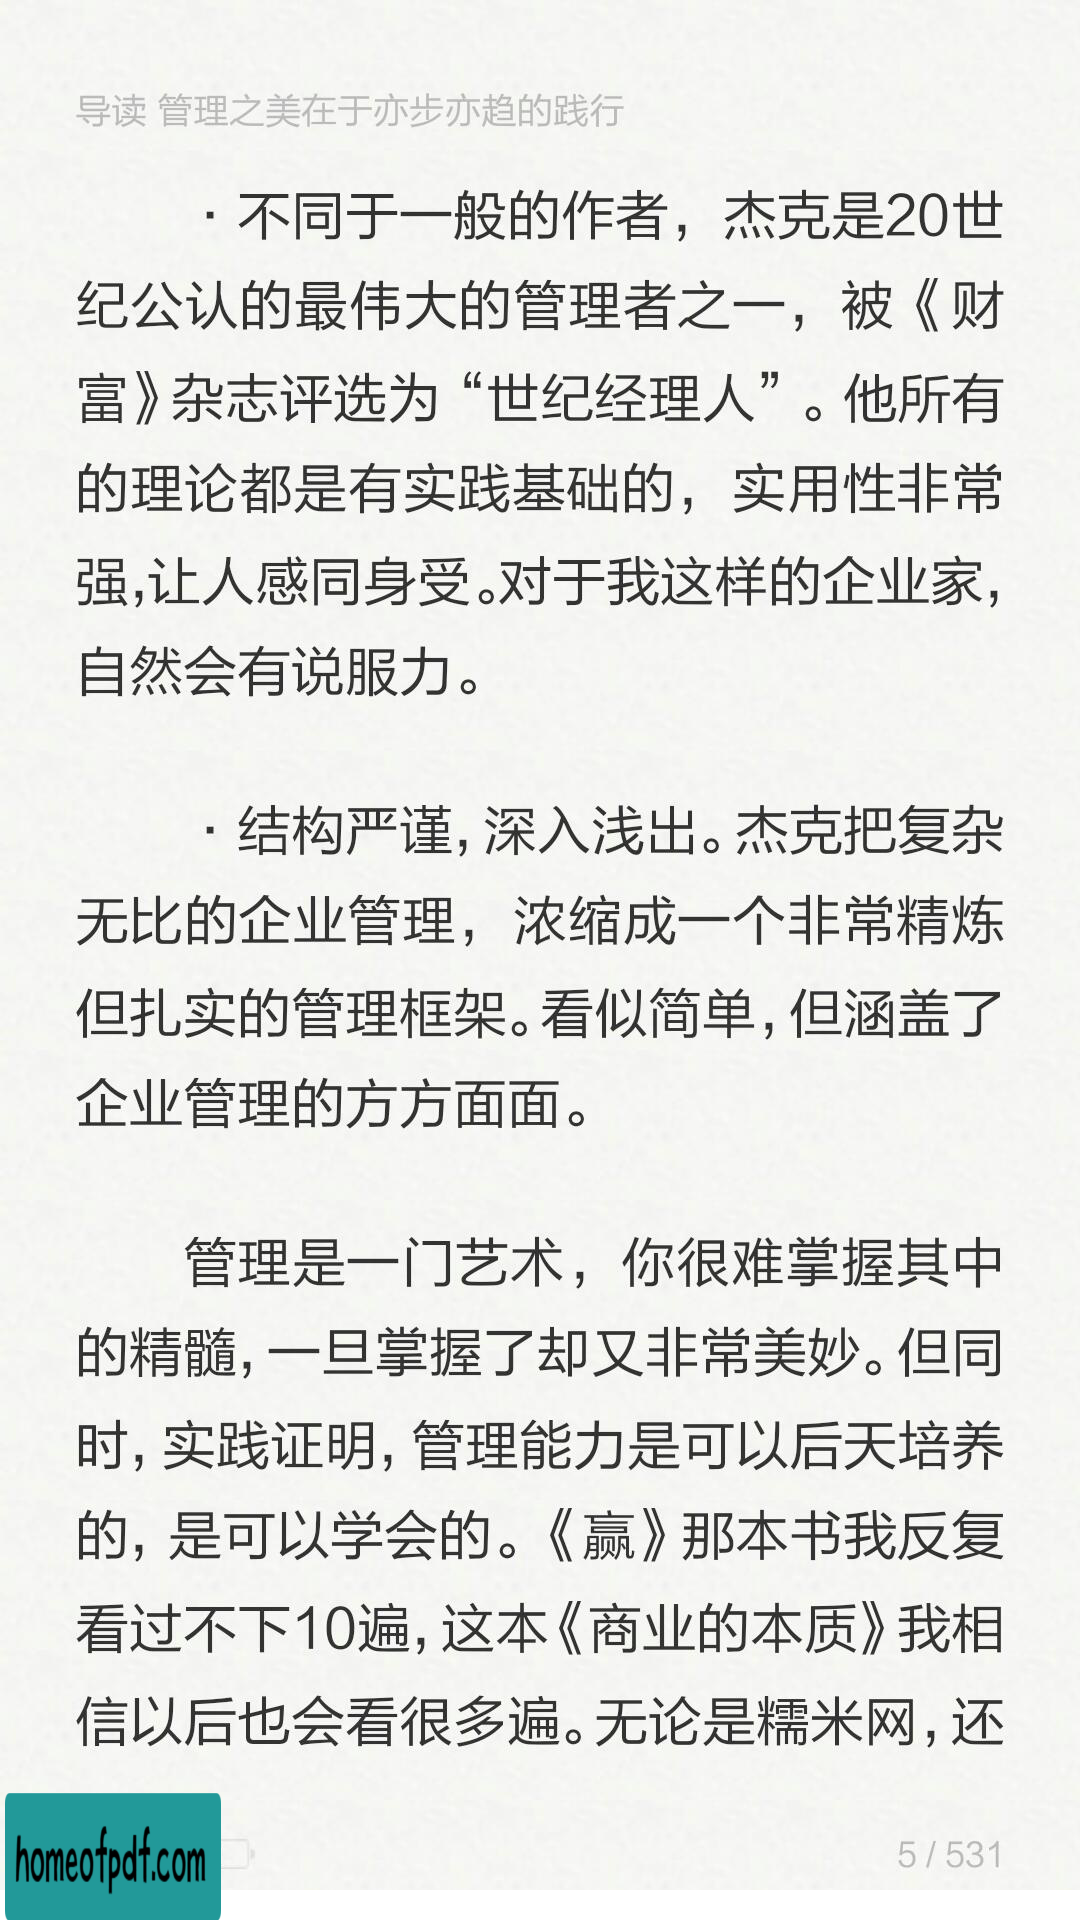 导读 管理之美在于亦步亦趋的践行
·不同于一般的作者，杰克是20世
纪公认的最伟大的管理者之一，被《财
富》杂志评选为“世纪经理人”。他所有
的理论都是有实践基础的，实用性非常
强,让人感同身受。对于我这样的企业家,
自然会有说服力。
·结构严谨,深入浅出。杰克把复杂
无比的企业管理，浓缩成一个非常精炼
但扎实的管理框架。看似简单,但涵盖了
企业管理的方方面面。
管理是一门艺术，你很难掌握其中
的精髓,一旦掌握了却又非常美妙。但同
时,实践证明,管理能力是可以后天培养
的，是可以学会的。《赢》那本书我反复
看过不下10遍,这本《商业的本质》我相
信以后也会看很多遍。无论是糯米网,还
homeofpdf.com
5 / 531